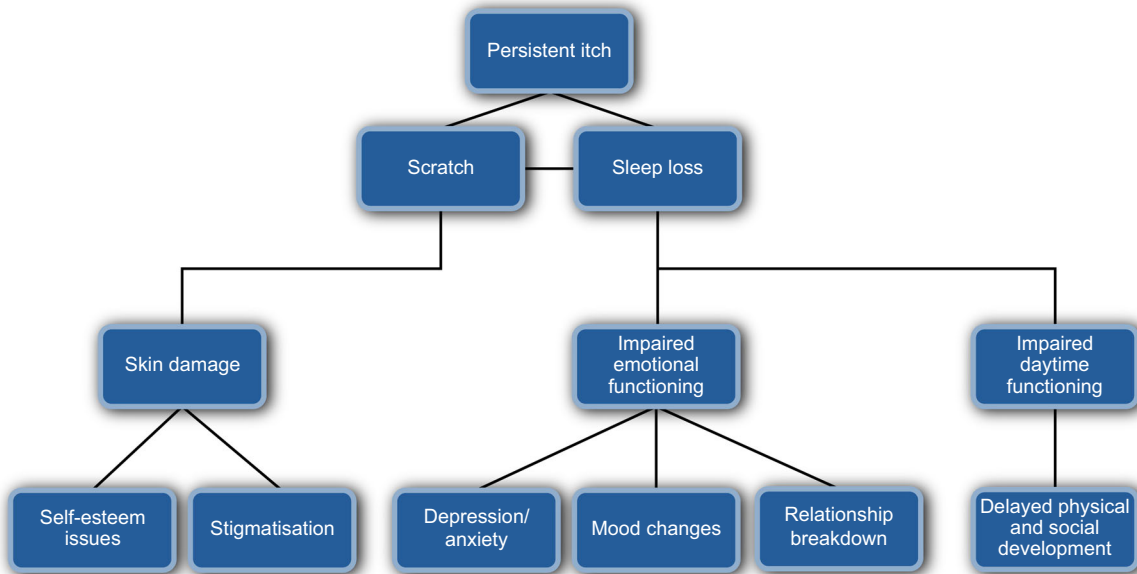 Persistent itch
Scratch
Sleep loss
Skin damage
Impaired
emotional
functioning
Impaired
daytime
functioning
Self-esteem
issues
Stigmatisation
Depression/
anxiety
Mood changes
Relationship
breakdown
Delayed physical
and social
development